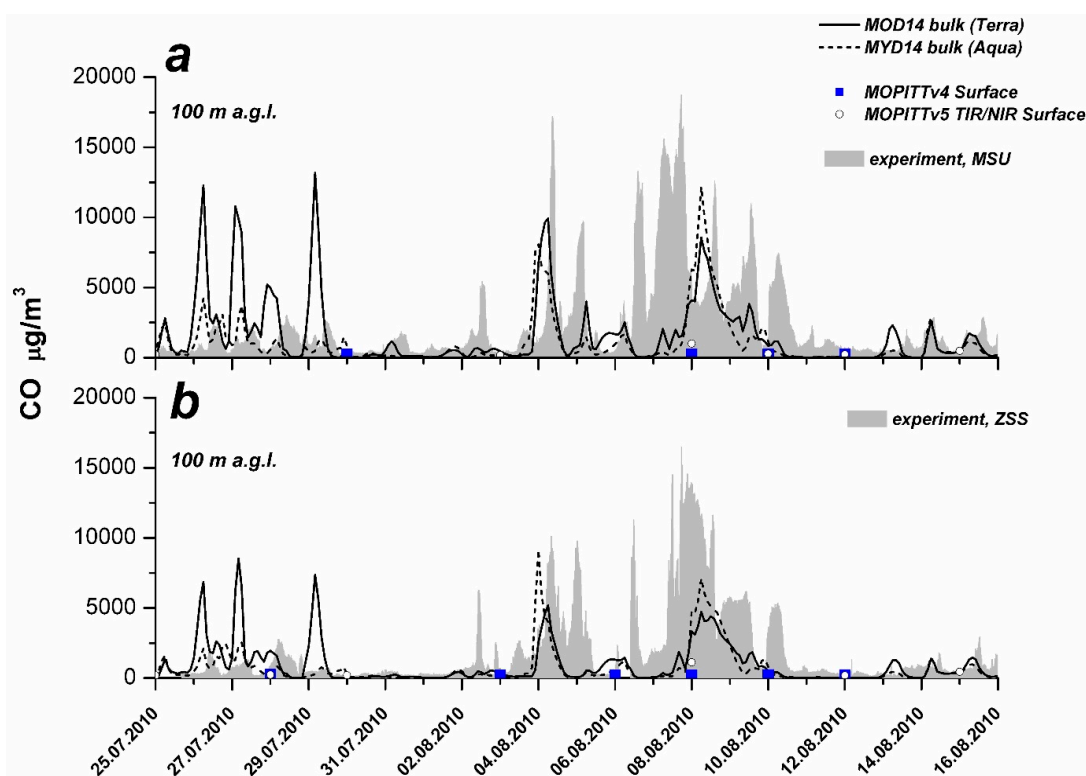 MOD14 bulk (Terra)
MYD14 bulk (Aqua)
a
20000
100 m a.g.l.
MOPITTv4 Surface
MOPITTv5 TIR/NIR Surface
15000
experiment, MSU
10000
5000
0
CO µg/m³
b
20000
experiment, ZSS
100 m a.g.l.
15000
10000
5000
0
25.07.2010
27.07.2010
29.07.2010
31.07.2010
02.08.2010
04.08.2010
06.08.2010
08.08.2010
10.08.2010
12.08.2010
14.08.2010
16.08.2010